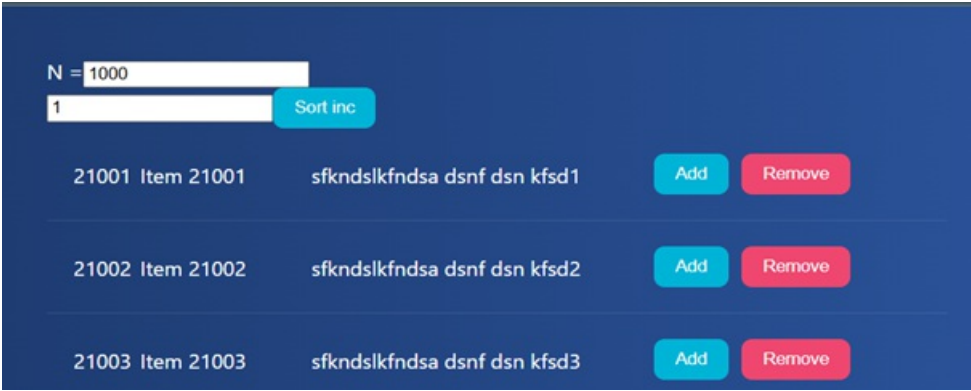 N = 1000
1 Sort inc
21001 Item 21001 sfkndslkfndsa dsnf dsn kfsd1 Add Remove
21002 Item 21002 sfkndslkfndsa dsnf dsn kfsd2 Add Remove
21003 Item 21003 sfkndslkfndsa dsnf dsn kfsd3 Add Remove